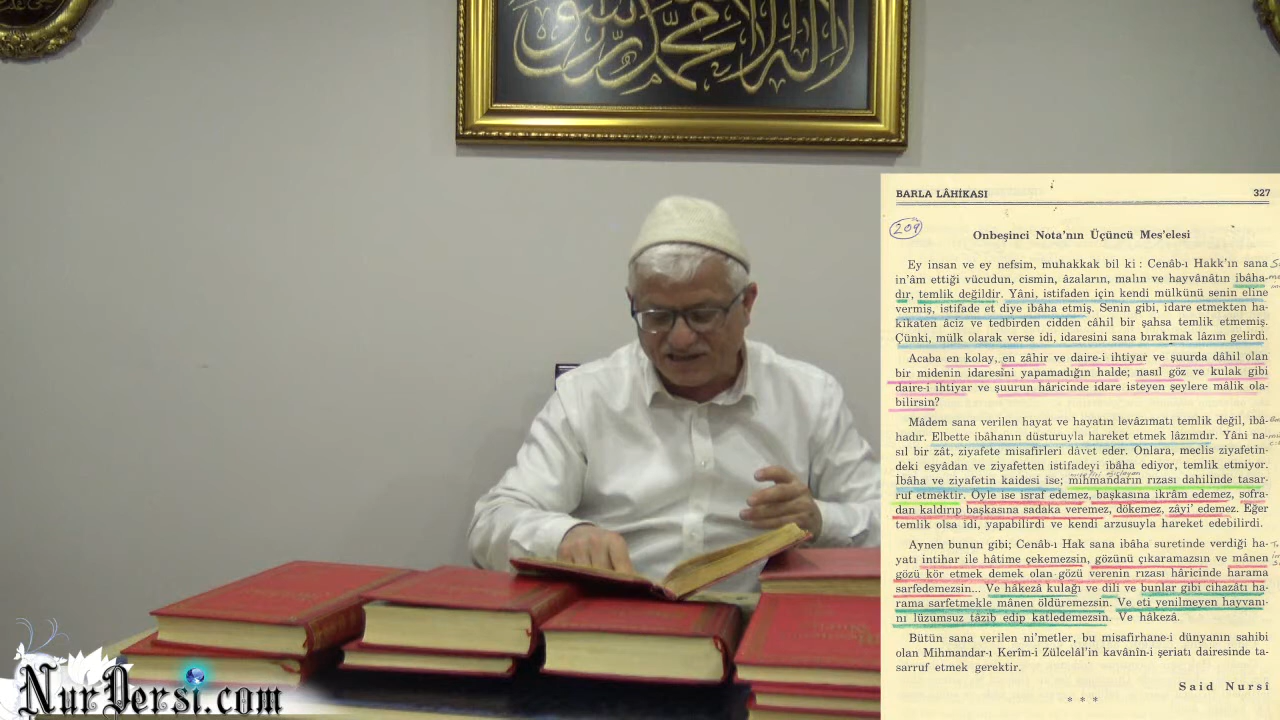 لا إله إلا الله محمد رسول
BARLA LÂHİKASI 327
209
Onbeşinci Nota'nın Üçüncü Mes'elesi
Ey insan ve ey nefsim, muhakkak bil ki : Cenâb-ı Hakk'ın sana
in'âm ettiği vücudun, cismin, âzaların, malın ve hayvânâtın ibâha-
dır, temlik değildir. Yâni, istifaden için kendi mülkünü senin eline
vermiş, istifade et diye ibâha etmiş. Senin gibi, idare etmekten ha-
kikaten âciz ve tedbirden cidden câhil bir şahsa temlik etmemiş.
Çünki, mülk olarak verse idi, idaresini sana bırakmak lâzım gelirdi.
Acaba en kolay, en zâhir ve daire-i ihtiyar ve şuurda dâhil olan
bir midenin idaresini yapamadığın halde; nasıl göz ve kulak gibi
daire-i ihtiyar ve şuurun hâricinde idare isteyen şeylere mâlik ola-
bilirsin?
Mâdem sana verilen hayat ve hayatın levâzımatı temlik değil, ibâ-
hadır. Elbette ibâhanın düsturuyla hareket etmek lâzımdır. Yâni na-
sıl bir zât, ziyafete misafirleri dâvet eder. Onlara, meclis ziyafetin-
deki eşyâdan ve ziyafetten istifadeyi ibâha ediyor, temlik etmiyor.
İbâha ve ziyafetin kaidesi ise; mihmandarın rızası dahilinde tasar-
ruf etmektir. Öyle ise israf edemez, başkasına ikrâm edemez, sofra-
dan kaldırıp başkasına sadaka veremez, dökemez, zâyi' edemez. Eğer
temlik olsa idi, yapabilirdi ve kendi arzusuyla hareket edebilirdi.
Aynen bunun gibi; Cenâb-ı Hak sana ibâha suretinde verdiği ha-
yatı intihar ile hâtime çekemezsin, gözünü çıkaramazsın ve mânen
gözü kör etmek demek olan gözü verenin rızası hâricinde harama
sarfedemezsin... Ve hâkezâ kulağı ve dili ve bunlar gibi cihazâtı ha-
rama sarfetmekle mânen öldüremezsin. Ve eti yenilmeyen hayvanı-
nı lüzumsuz tâzib edip katledemezsin. Ve hâkezâ.
Bütün sana verilen ni'metler, bu misafirhane-i dünyanın sahibi
olan Mihmandar-ı Kerîm-i Zülcelâl'in kavânîn-i şeriatı dairesinde ta-
sarruf etmek gerektir.
Said Nursî
* * *
NurDersi.com